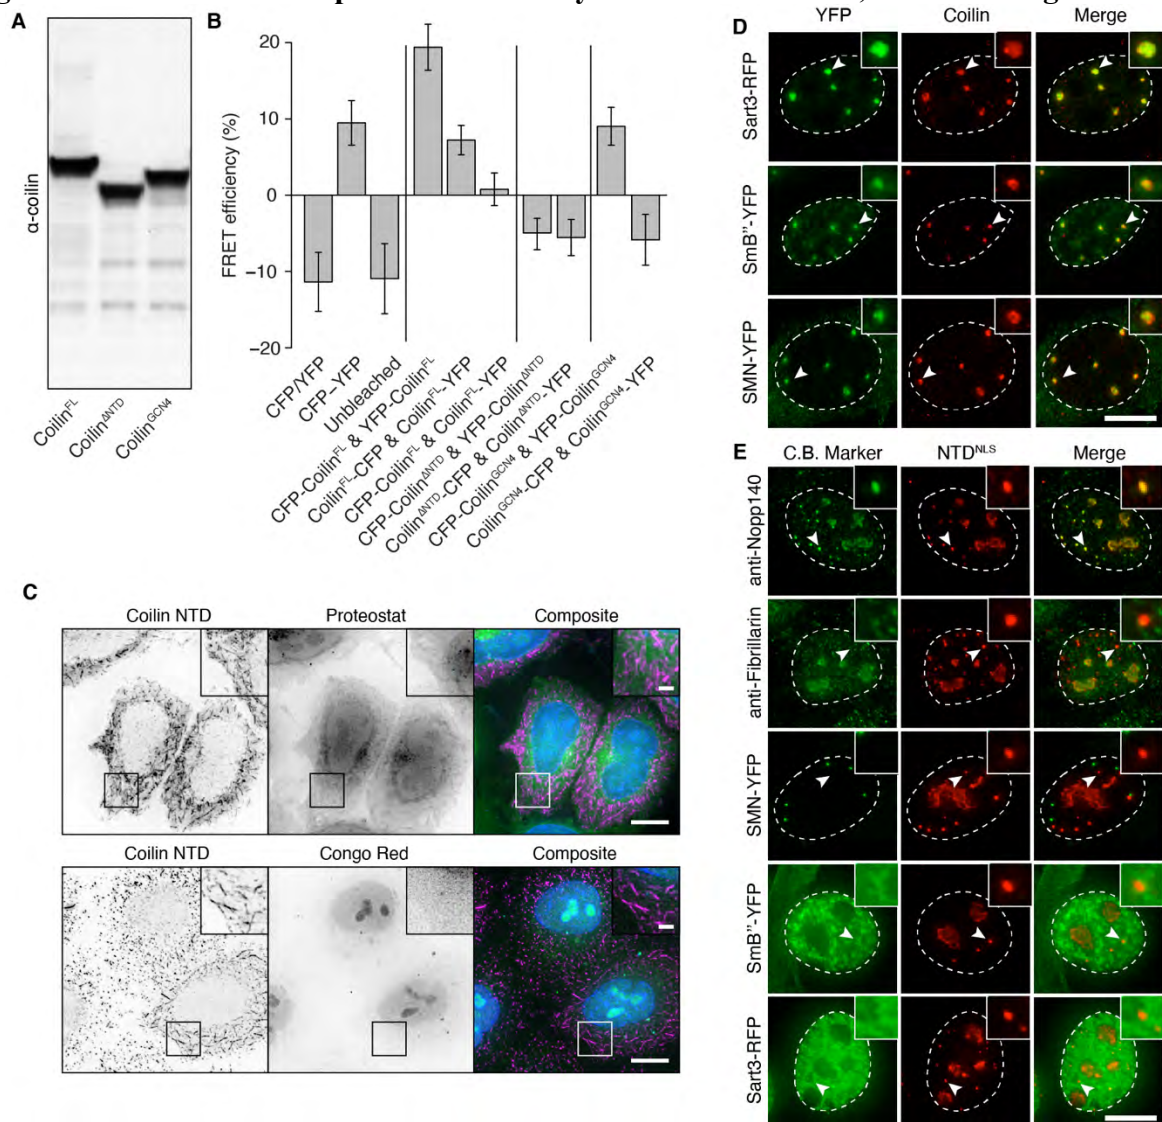 A
α-coilin
Coilin^FL
Coilin^ΔNTD
Coilin^GCN4
B
FRET efficiency (%)
20
10
0
−10
−20
CFP/YFP
CFP–YFP
Unbleached
CFP-Coilin^FL & YFP-Coilin^FL
Coilin^FL-CFP & Coilin^FL-YFP
CFP-Coilin^FL & Coilin^FL-YFP
CFP-Coilin^ΔNTD & YFP-Coilin^ΔNTD
Coilin^ΔNTD-CFP & Coilin^ΔNTD-YFP
CFP-Coilin^GCN4 & YFP-Coilin^GCN4
Coilin^GCN4-CFP & Coilin^GCN4-YFP
C
Coilin NTD Proteostat Composite
Coilin NTD Congo Red Composite
D
YFP Coilin Merge
Sart3-RFP
SmB”-YFP
SMN-YFP
E
C.B. Marker NTD^NLS Merge
anti-Nopp140
anti-Fibrillarin
SMN-YFP
SmB”-YFP
Sart3-RFP